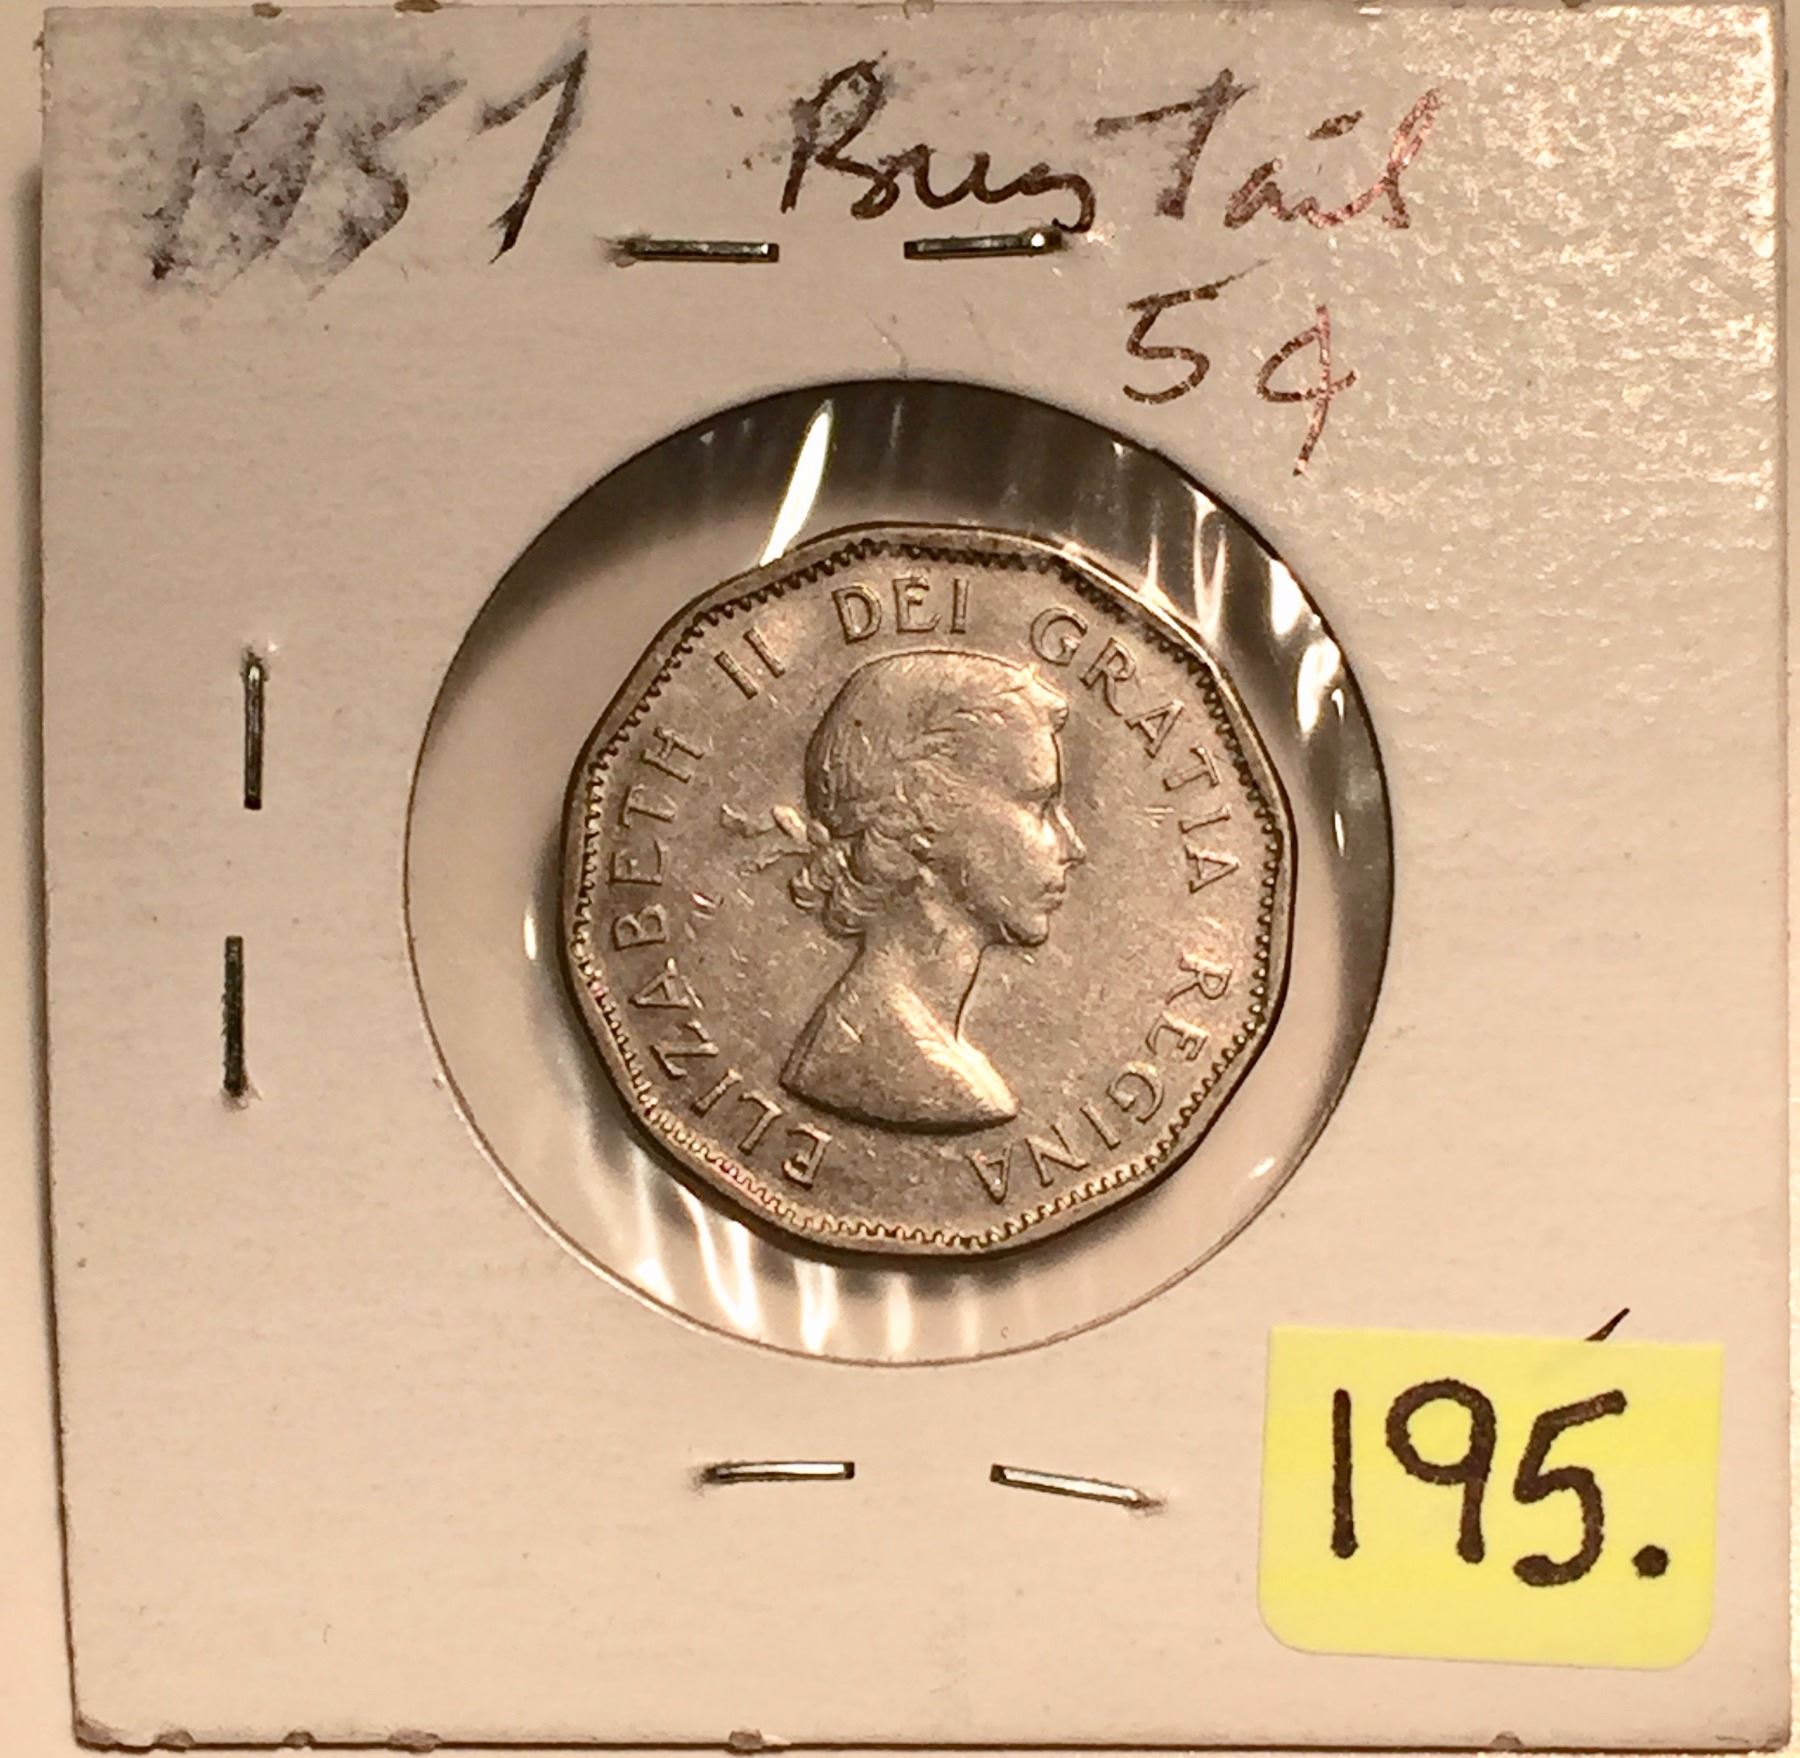 1957 Bug Tail
5¢
ELIZABETH II DEI GRATIA REGINA
195.